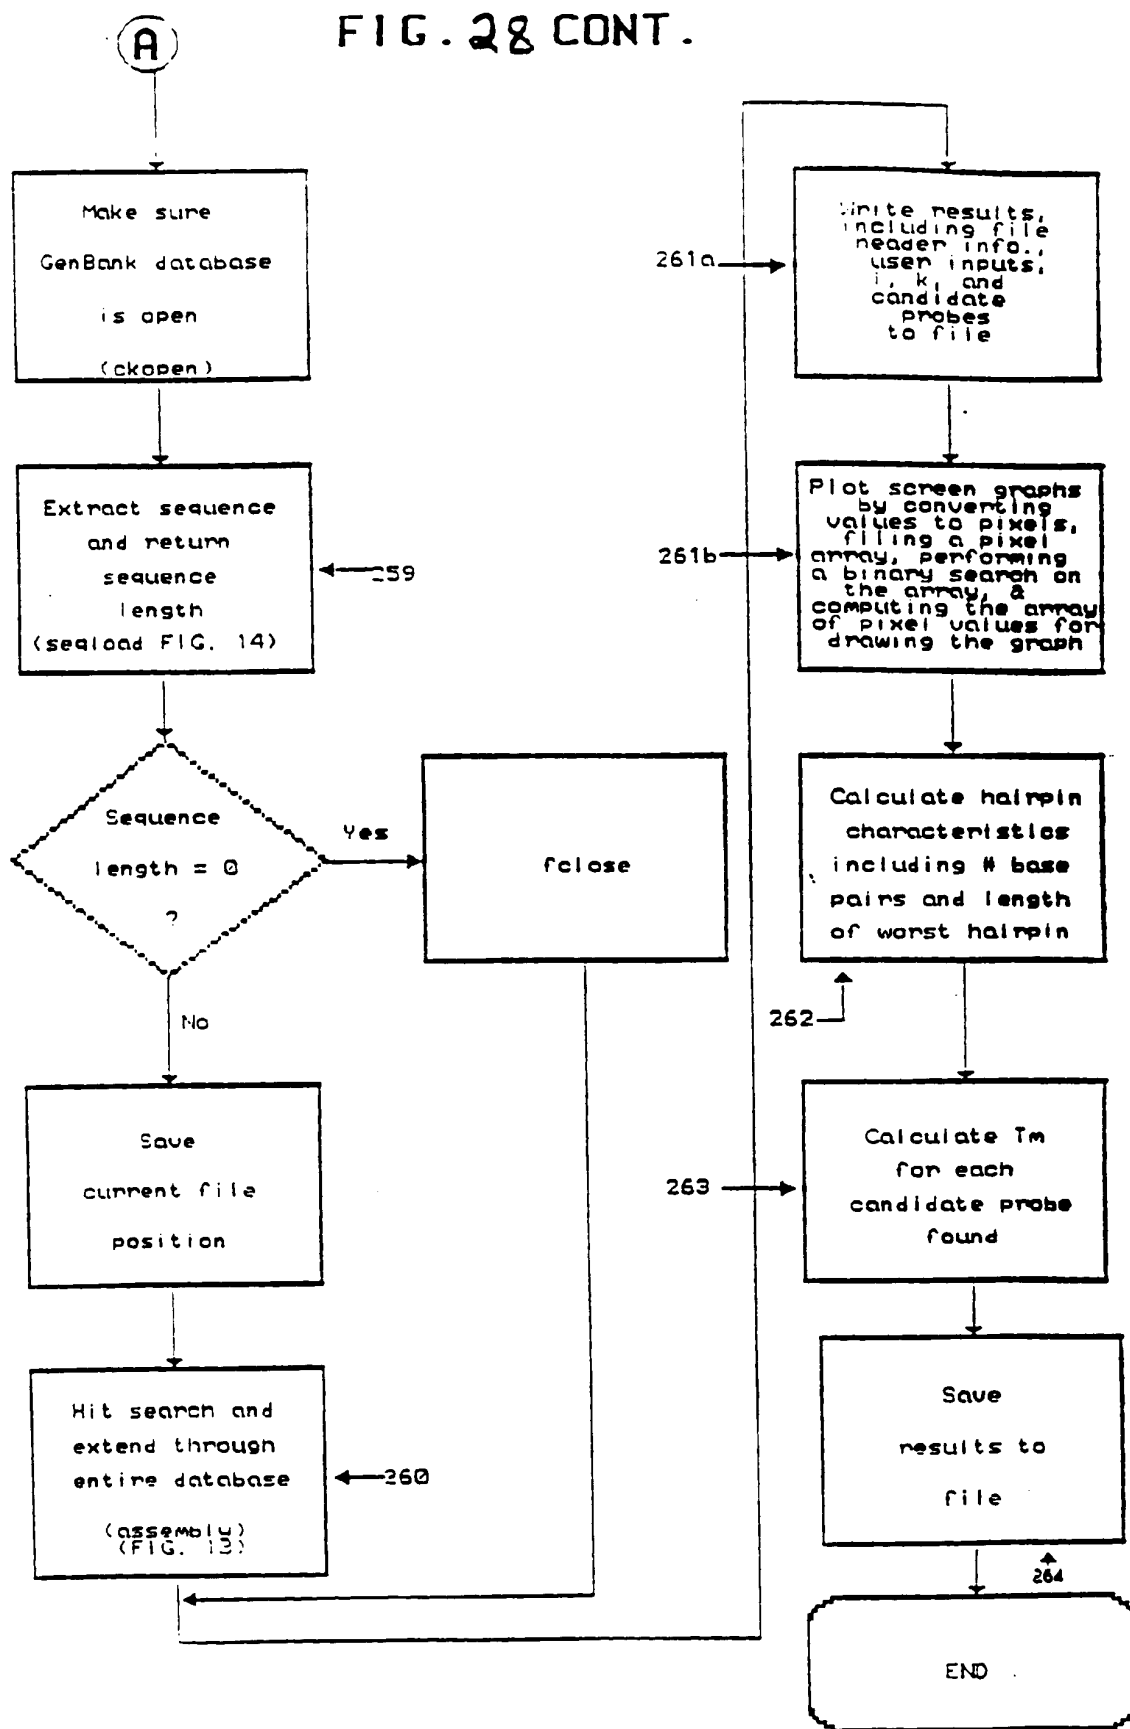 FIG. 28 CONT.
A
Make sure
GenBank database
is open
(ckopen)
Extract sequence
and return
sequence
length
(seqload FIG. 14)
259
Sequence
length = 0
?
Yes
fclose
No
Save
current file
position
Hit search and
extend through
entire database
(assembly)
(FIG. 13)
260
Write results,
including file
header info.,
user inputs,
i, k, and
candidate
probes
to file
261a
Plot screen graphs
by converting
values to pixels,
filing a pixel
array, performing
a binary search on
the array, &
computing the array
of pixel values for
drawing the graph
261b
Calculate hairpin
characteristics
including # base
pairs and length
of worst hairpin
262
Calculate Tm
for each
candidate probe
found
263
Save
results to
file
264
END